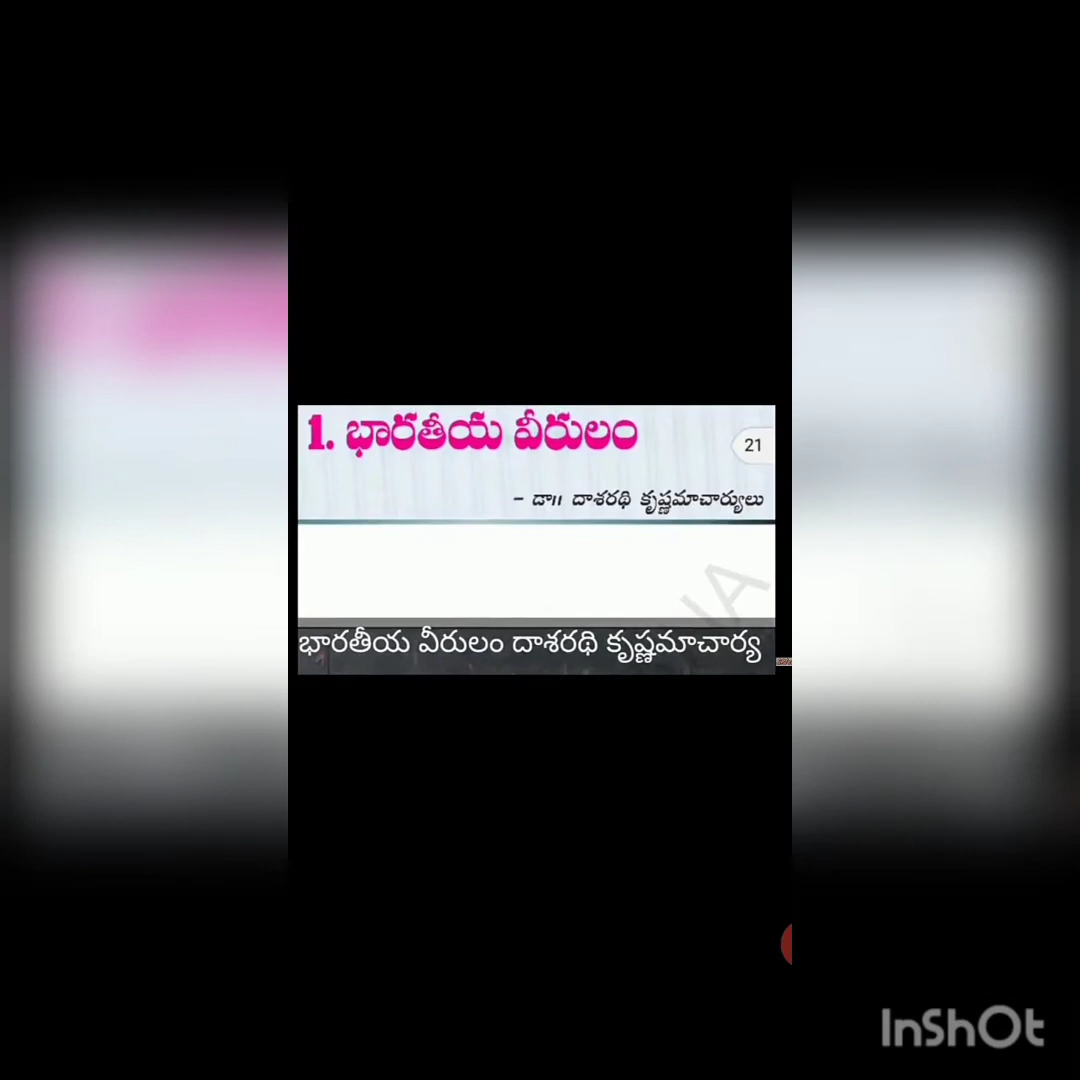 1. భారతీయ వీరులం
21
- డా॥ దాశరథి కృష్ణమాచార్యులు
భారతీయ వీరులం దాశరథి కృష్ణమాచార్య
InShOt